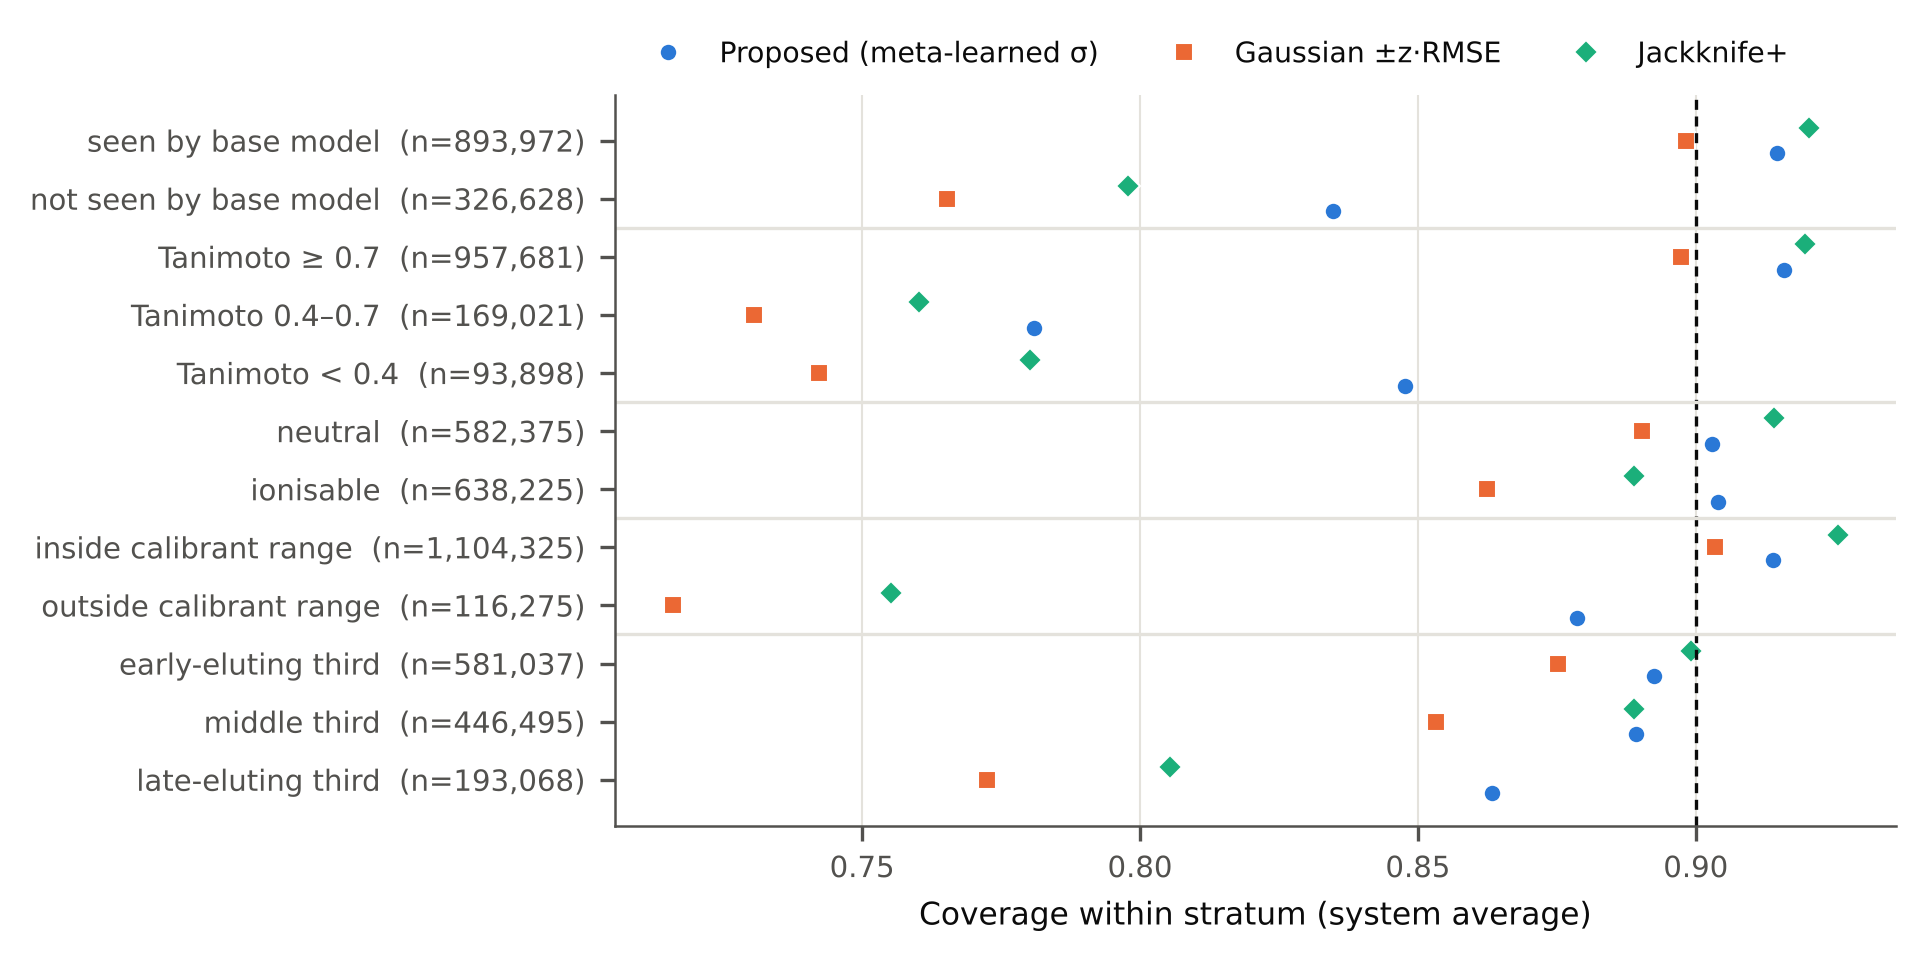 Proposed (meta-learned σ)
Gaussian ±z·RMSE
Jackknife+
seen by base model (n=893,972)
not seen by base model (n=326,628)
Tanimoto ≥ 0.7 (n=957,681)
Tanimoto 0.4–0.7 (n=169,021)
Tanimoto < 0.4 (n=93,898)
neutral (n=582,375)
ionisable (n=638,225)
inside calibrant range (n=1,104,325)
outside calibrant range (n=116,275)
early-eluting third (n=581,037)
middle third (n=446,495)
late-eluting third (n=193,068)
0.75
0.80
0.85
0.90
Coverage within stratum (system average)